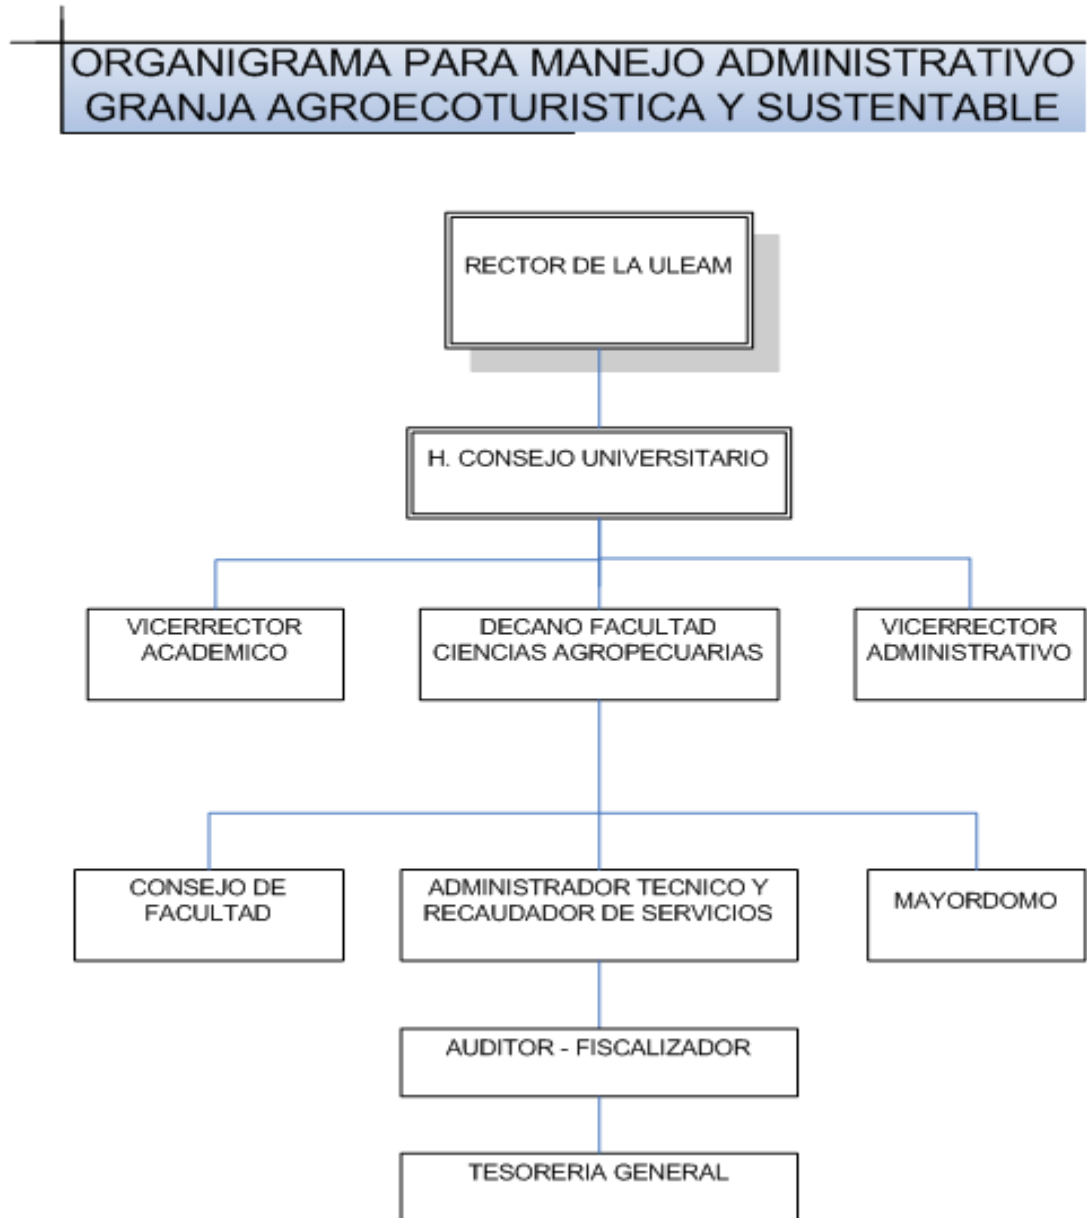 ORGANIGRAMA PARA MANEJO ADMINISTRATIVO
GRANJA AGROECOTURISTICA Y SUSTENTABLE
RECTOR DE LA ULEAM
H. CONSEJO UNIVERSITARIO
VICERRECTOR
ACADEMICO
DECANO FACULTAD
CIENCIAS AGROPECUARIAS
VICERRECTOR
ADMINISTRATIVO
CONSEJO DE
FACULTAD
ADMINISTRADOR TECNICO Y
RECAUDADOR DE SERVICIOS
MAYORDOMO
AUDITOR - FISCALIZADOR
TESORERIA GENERAL